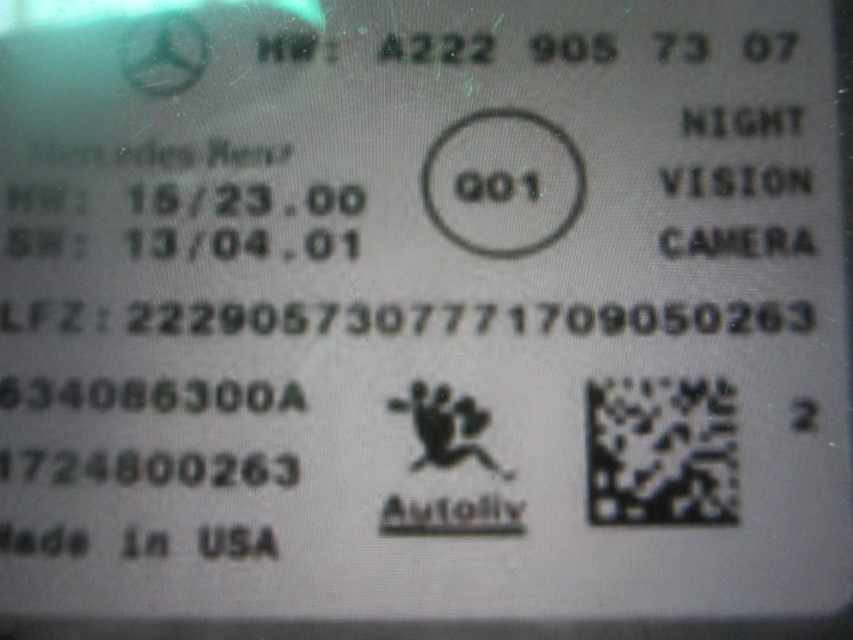 HW: A222 905 73 07
Mercedes-Benz
HW: 15/23.00
SW: 13/04.01
Q01
NIGHT
VISION
CAMERA
LFZ: 2229057307771709050263
634086300A
1724800263
Made in USA
Autoliv
2